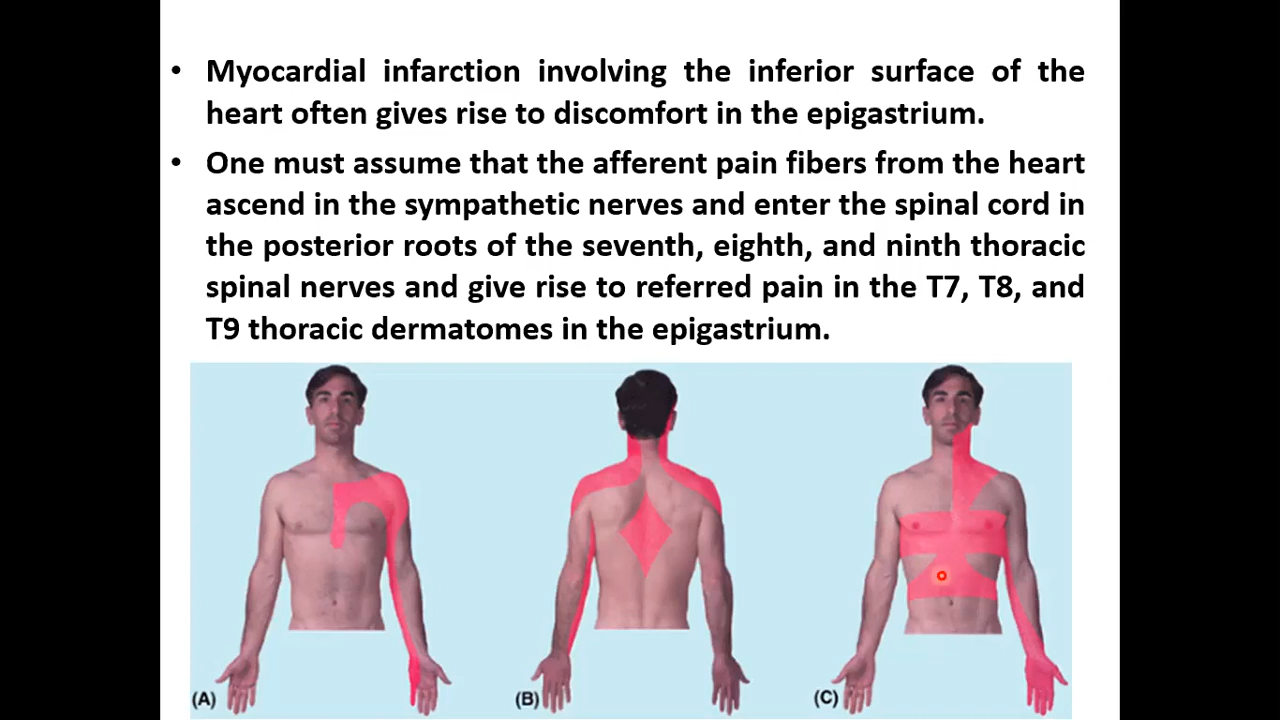 • Myocardial infarction involving the inferior surface of the
heart often gives rise to discomfort in the epigastrium.
• One must assume that the afferent pain fibers from the heart
ascend in the sympathetic nerves and enter the spinal cord in
the posterior roots of the seventh, eighth, and ninth thoracic
spinal nerves and give rise to referred pain in the T7, T8, and
T9 thoracic dermatomes in the epigastrium.
(A) (B) (C)